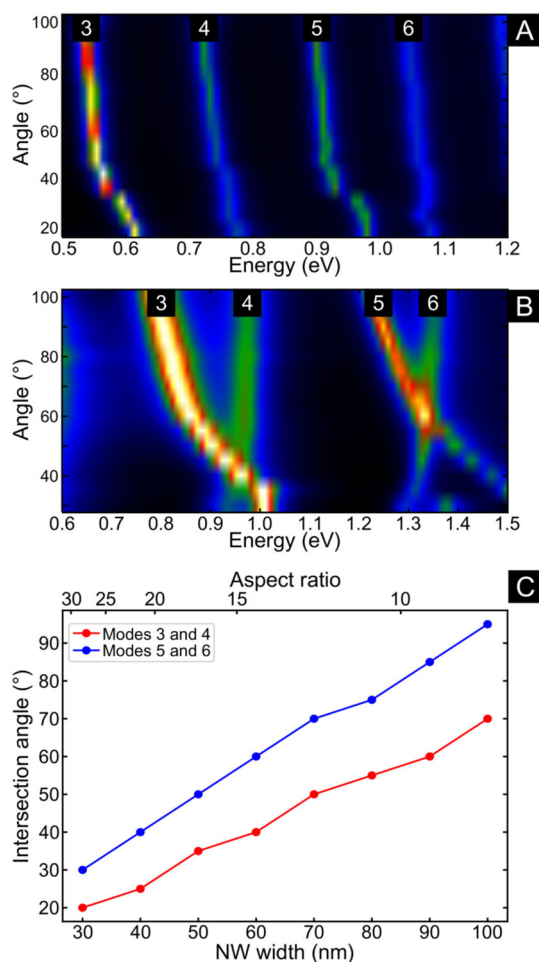 3 4 5 6 A
100
80
60
40
20
Angle (°)
0.5 0.6 0.7 0.8 0.9 1.0 1.1 1.2
Energy (eV)
3 4 5 6 B
100
80
60
40
Angle (°)
0.6 0.7 0.8 0.9 1.0 1.1 1.2 1.3 1.4 1.5
Energy (eV)
C
Aspect ratio
30 25 20 15 10
Modes 3 and 4
Modes 5 and 6
90
80
70
60
50
40
30
20
Intersection angle (°)
30 40 50 60 70 80 90 100
NW width (nm)